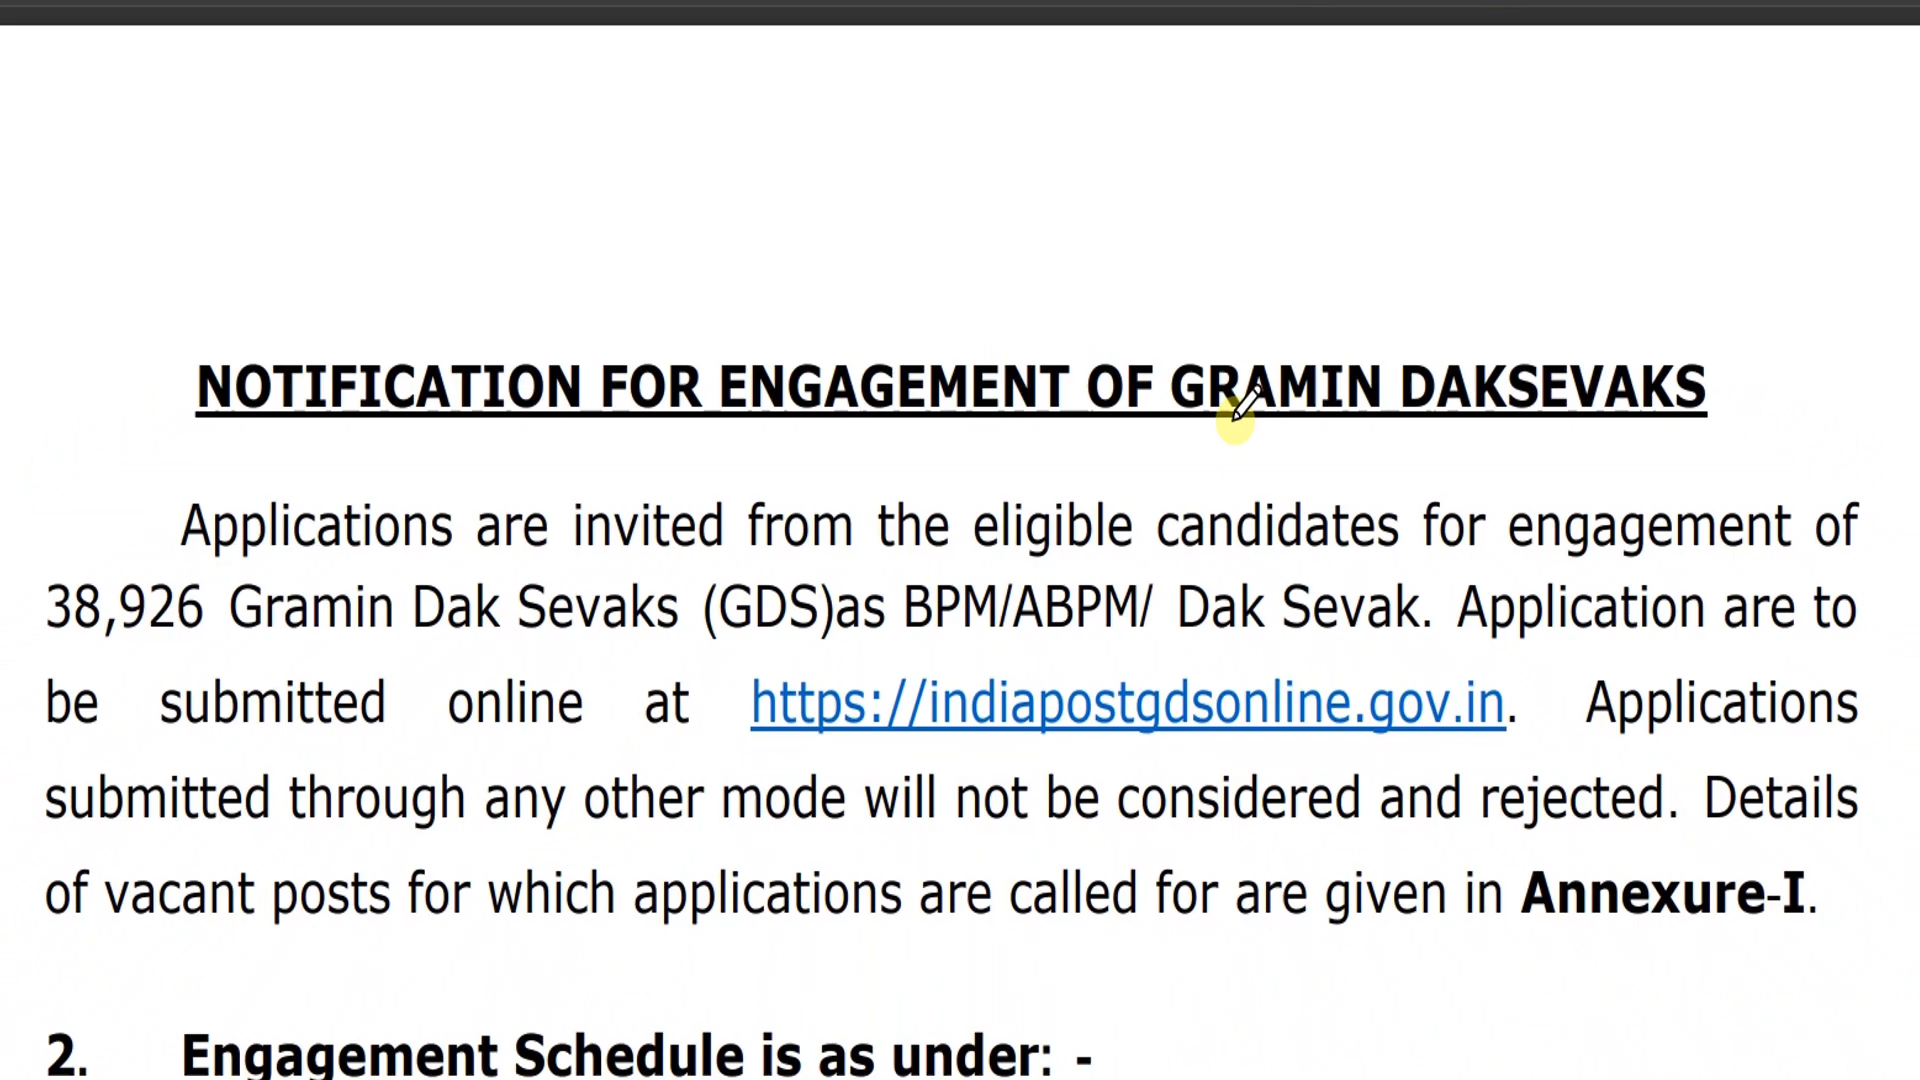 NOTIFICATION FOR ENGAGEMENT OF GRAMIN DAKSEVAKS
Applications are invited from the eligible candidates for engagement of
38,926 Gramin Dak Sevaks (GDS)as BPM/ABPM/ Dak Sevak. Application are to
be submitted online at https://indiapostgdsonline.gov.in. Applications
submitted through any other mode will not be considered and rejected. Details
of vacant posts for which applications are called for are given in Annexure-I.
2. Engagement Schedule is as under: -